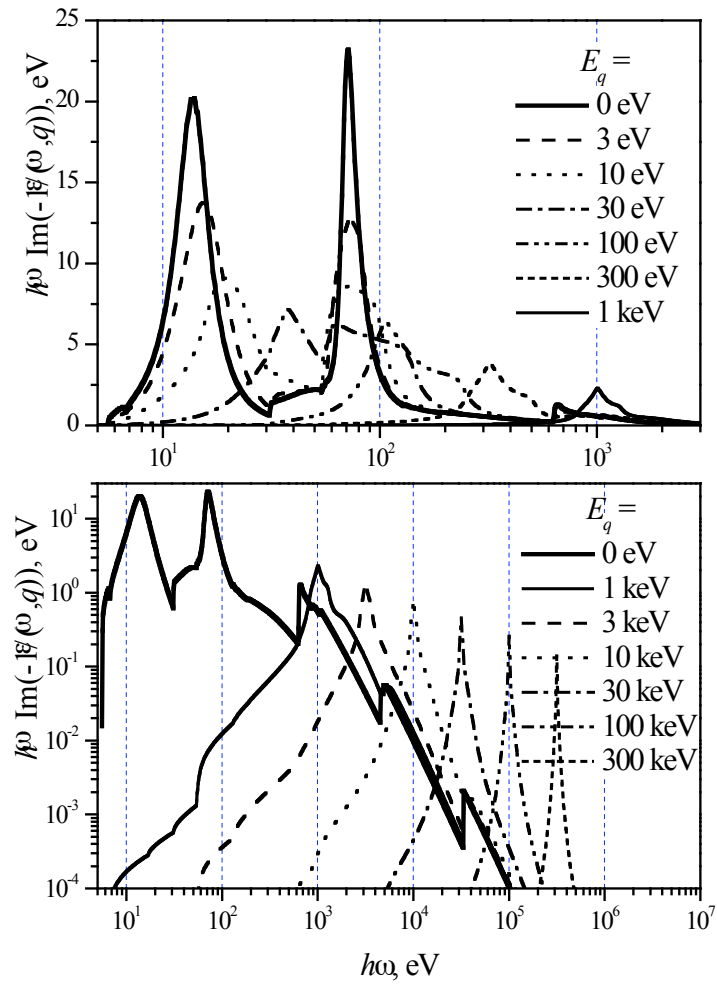 25
20
15
10
5
0
ħω Im(-1/ε(ω,q)), eV
E_q =
0 eV
3 eV
10 eV
30 eV
100 eV
300 eV
1 keV
10^1
10^2
10^3
10^1
10^0
10^-1
10^-2
10^-3
10^-4
ħω Im(-1/ε(ω,q)), eV
E_q =
0 eV
1 keV
3 keV
10 keV
30 keV
100 keV
300 keV
10^1
10^2
10^3
10^4
10^5
10^6
10^7
hω, eV